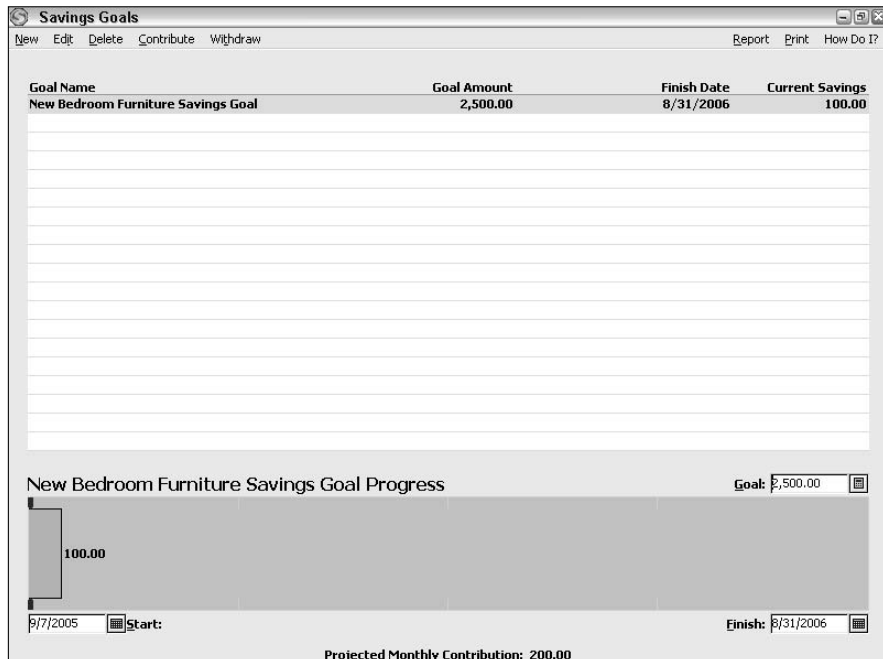 Savings Goals
New Edit Delete Contribute Withdraw Report Print How Do I?
Goal Name Goal Amount Finish Date Current Savings
New Bedroom Furniture Savings Goal 2,500.00 8/31/2006 100.00
New Bedroom Furniture Savings Goal Progress Goal: 2,500.00
100.00
9/7/2005 Start: Finish: 8/31/2006
Projected Monthly Contribution: 200.00